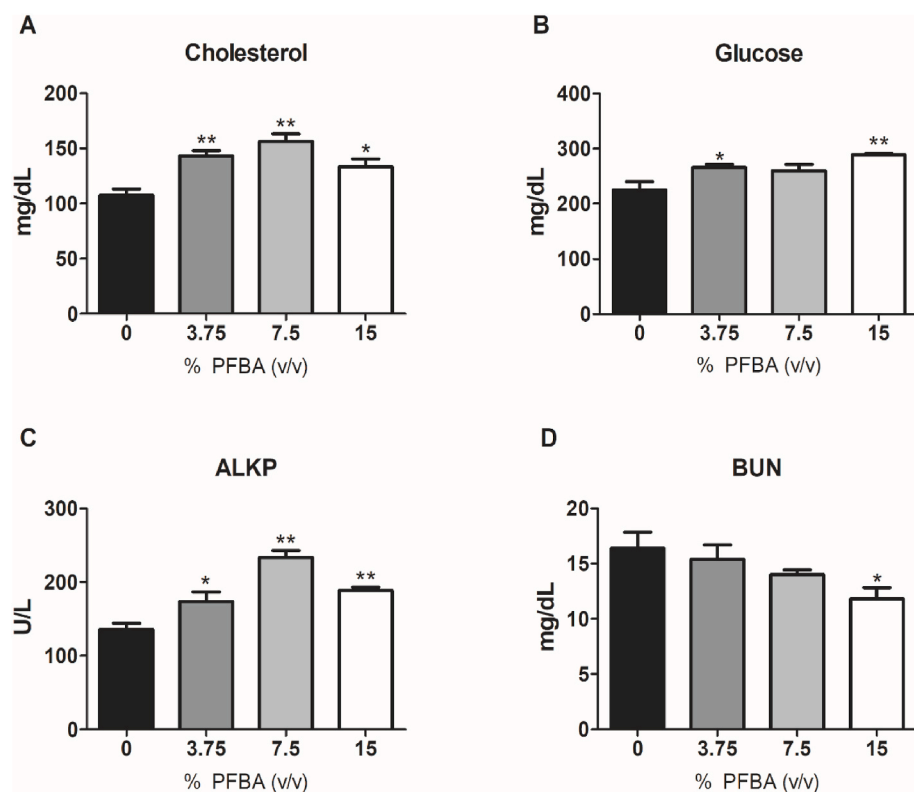 A
Cholesterol
200
150
100
50
0
mg/dL
**
**
*
0 3.75 7.5 15
% PFBA (v/v)
B
Glucose
400
300
200
100
0
mg/dL
*
**
0 3.75 7.5 15
% PFBA (v/v)
C
ALKP
300
200
100
0
U/L
*
**
**
0 3.75 7.5 15
% PFBA (v/v)
D
BUN
20
15
10
5
0
mg/dL
*
0 3.75 7.5 15
% PFBA (v/v)